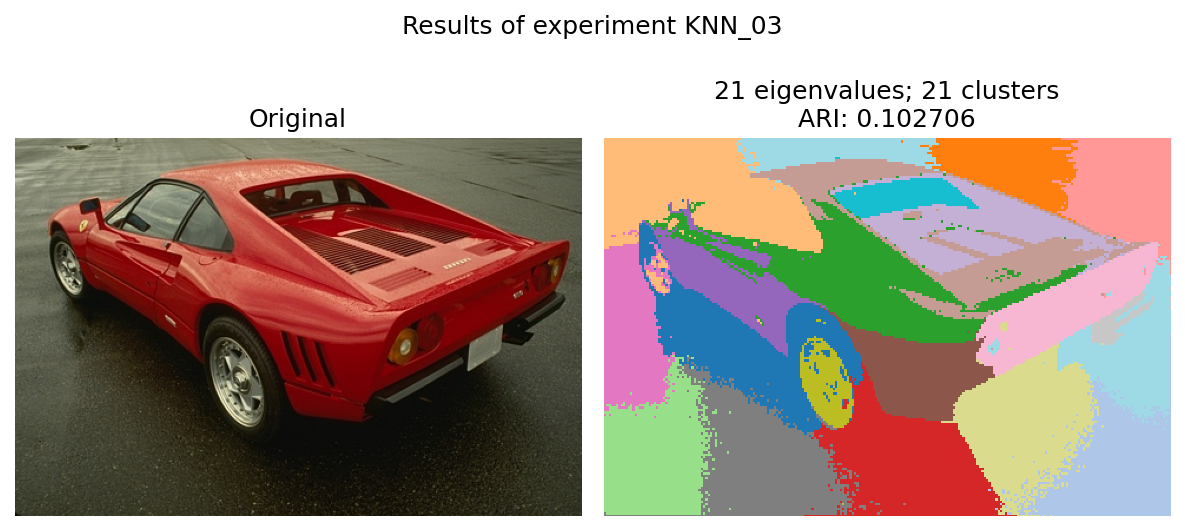 Results of experiment KNN_03
Original
21 eigenvalues; 21 clusters
ARI: 0.102706